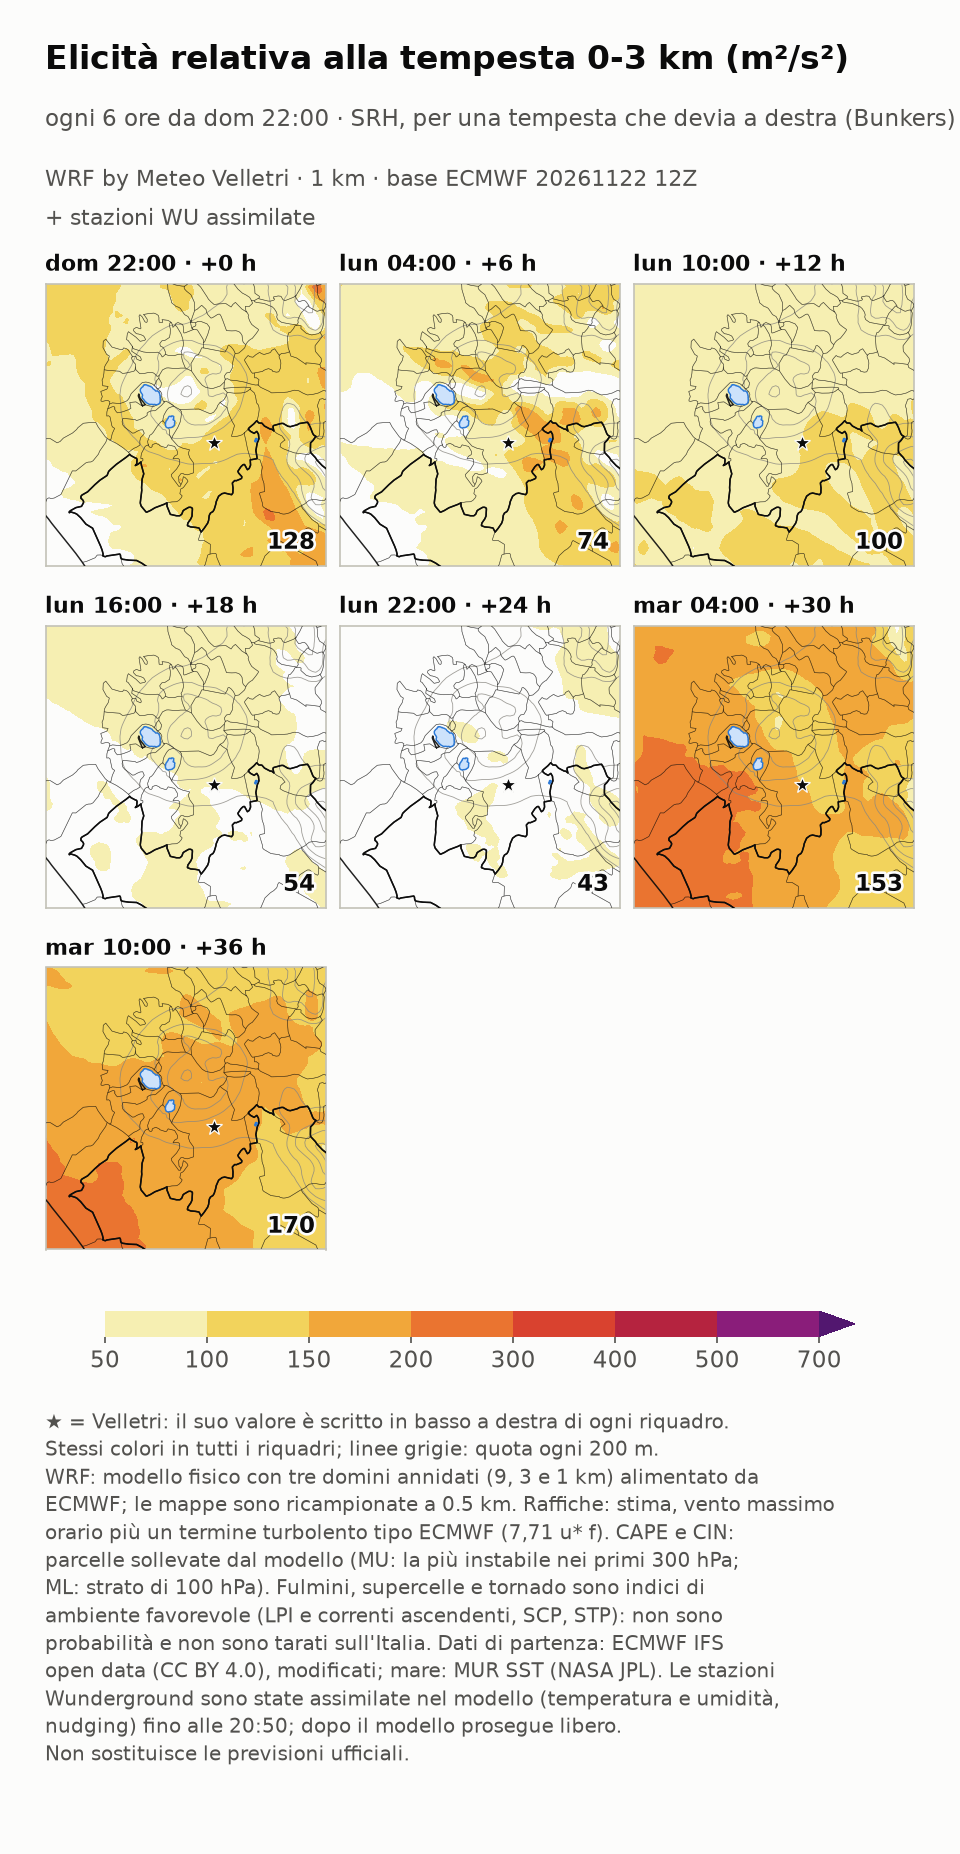 Elicità relativa alla tempesta 0-3 km (m²/s²)
ogni 6 ore da dom 22:00 · SRH, per una tempesta che devia a destra (Bunkers)
WRF by Meteo Velletri · 1 km · base ECMWF 20261122 12Z
+ stazioni WU assimilate
dom 22:00 · +0 h
lun 04:00 · +6 h
lun 10:00 · +12 h
128
74
100
lun 16:00 · +18 h
lun 22:00 · +24 h
mar 04:00 · +30 h
54
43
153
mar 10:00 · +36 h
170
50 100 150 200 300 400 500 700
★ = Velletri: il suo valore è scritto in basso a destra di ogni riquadro.
Stessi colori in tutti i riquadri; linee grigie: quota ogni 200 m.
WRF: modello fisico con tre domini annidati (9, 3 e 1 km) alimentato da
ECMWF; le mappe sono ricampionate a 0.5 km. Raffiche: stima, vento massimo
orario più un termine turbolento tipo ECMWF (7,71 u* f). CAPE e CIN:
parcelle sollevate dal modello (MU: la più instabile nei primi 300 hPa;
ML: strato di 100 hPa). Fulmini, supercelle e tornado sono indici di
ambiente favorevole (LPI e correnti ascendenti, SCP, STP): non sono
probabilità e non sono tarati sull'Italia. Dati di partenza: ECMWF IFS
open data (CC BY 4.0), modificati; mare: MUR SST (NASA JPL). Le stazioni
Wunderground sono state assimilate nel modello (temperatura e umidità,
nudging) fino alle 20:50; dopo il modello prosegue libero.
Non sostituisce le previsioni ufficiali.